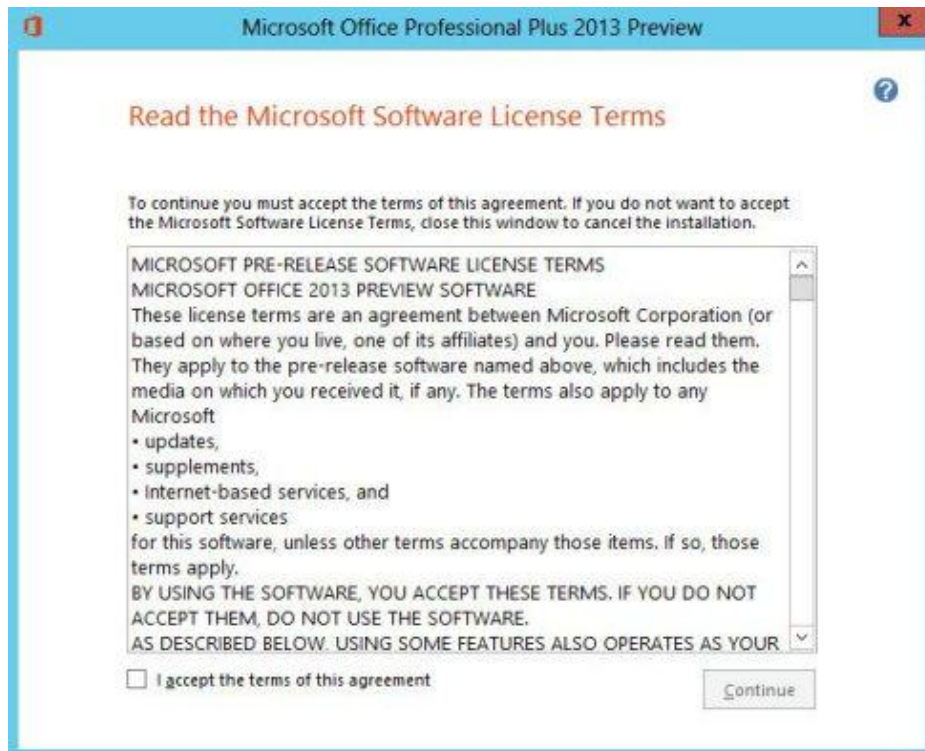 Microsoft Office Professional Plus 2013 Preview
Read the Microsoft Software License Terms
To continue you must accept the terms of this agreement. If you do not want to accept
the Microsoft Software License Terms, close this window to cancel the installation.
MICROSOFT PRE-RELEASE SOFTWARE LICENSE TERMS
MICROSOFT OFFICE 2013 PREVIEW SOFTWARE
These license terms are an agreement between Microsoft Corporation (or
based on where you live, one of its affiliates) and you. Please read them.
They apply to the pre-release software named above, which includes the
media on which you received it, if any. The terms also apply to any
Microsoft
• updates,
• supplements,
• Internet-based services, and
• support services
for this software, unless other terms accompany those items. If so, those
terms apply.
BY USING THE SOFTWARE, YOU ACCEPT THESE TERMS. IF YOU DO NOT
ACCEPT THEM, DO NOT USE THE SOFTWARE.
AS DESCRIBED BELOW, USING SOME FEATURES ALSO OPERATES AS YOUR
I accept the terms of this agreement
Continue